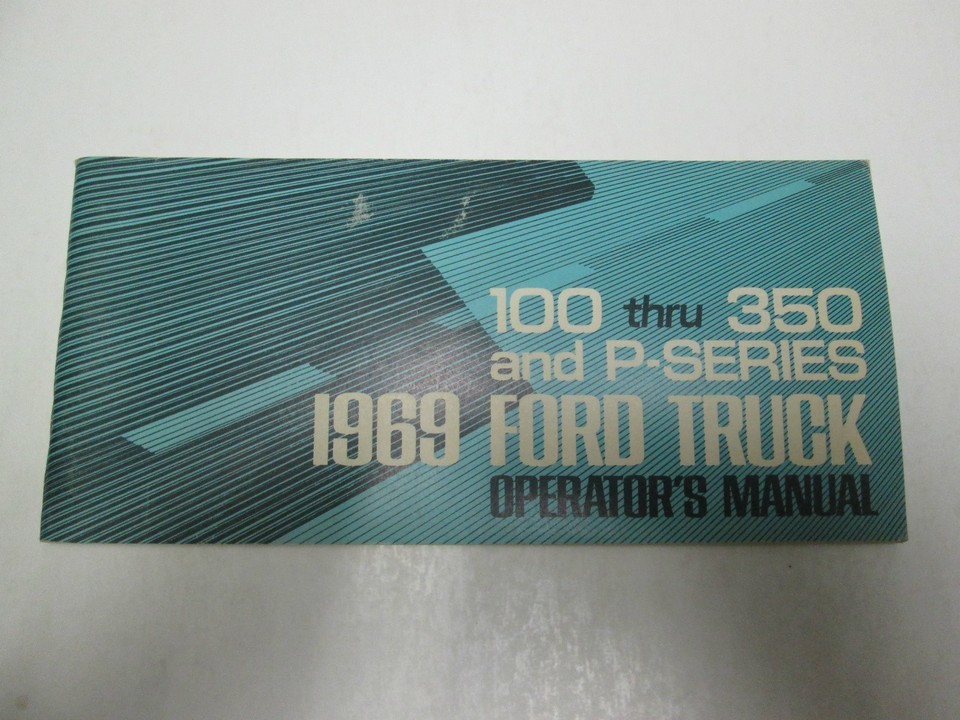 100 thru 350
and P-SERIES
1969 FORD TRUCK
OPERATOR'S MANUAL